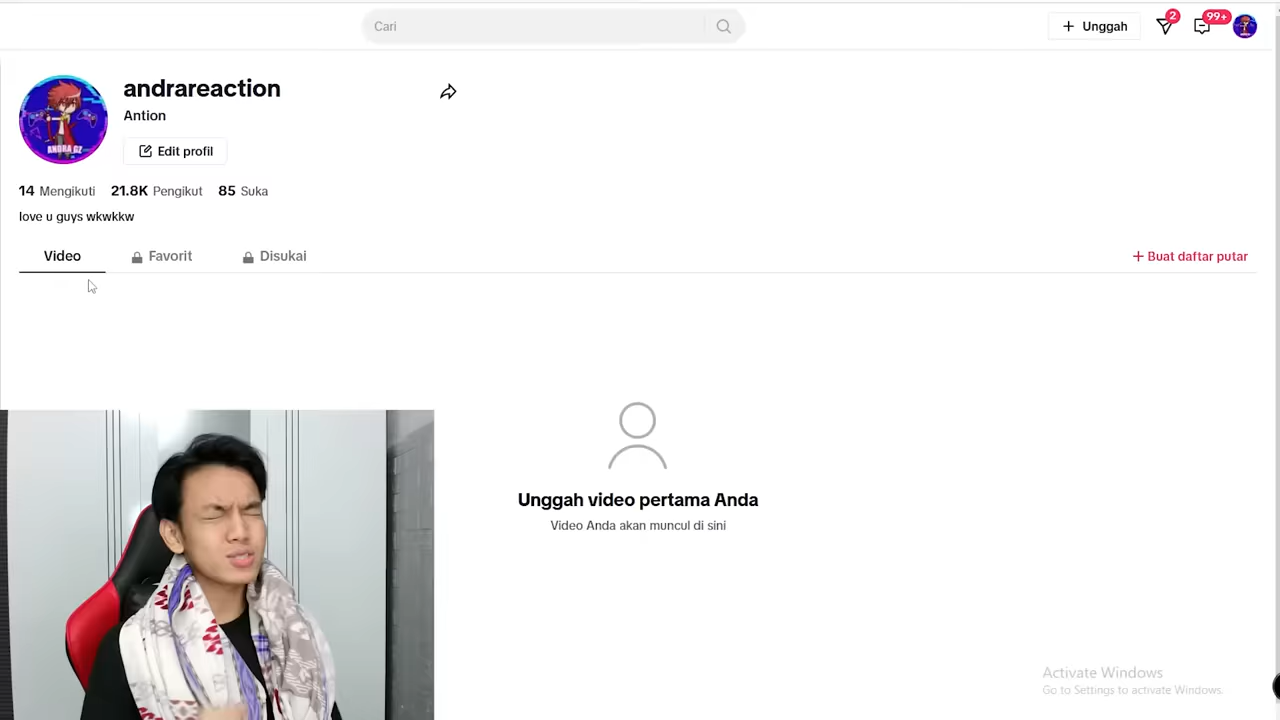 Cari
Unggah
2
99+
andrareaction
Antion
Edit profil
14 Mengikuti 21.8K Pengikut 85 Suka
love u guys wkwkkw
Video Favorit Disukai
+ Buat daftar putar
Unggah video pertama Anda
Video Anda akan muncul di sini
Activate Windows
Go to Settings to activate Windows.